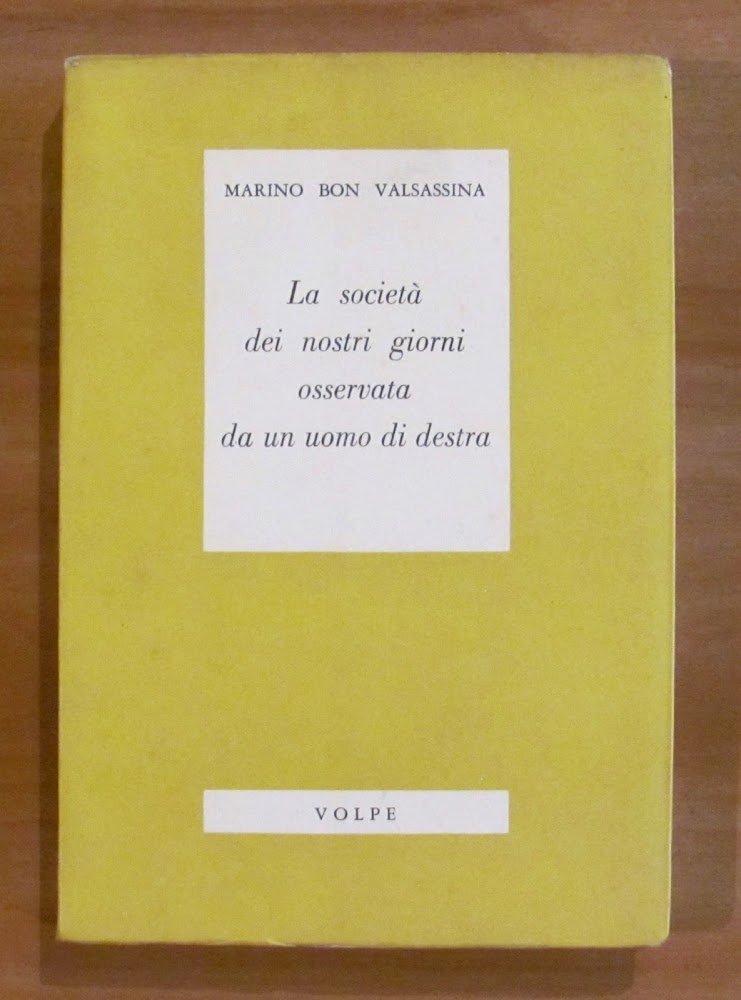 MARINO BON VALSASSINA
La società
dei nostri giorni
osservata
da un uomo di destra
VOLPE